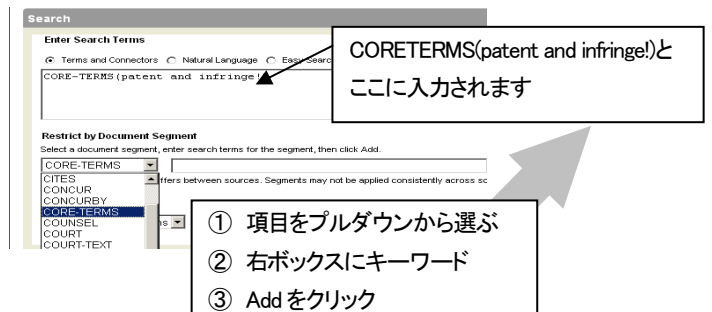 Search
Enter Search Terms
Terms and Connectors Natural Language Easy Search
CORE-TERMS(patent and infringe!
CORETERMS(patent and infringe!)と
ここに入力されます
Restrict by Document Segment
Select a document segment, enter search terms for the segment, then click Add.
CORE-TERMS
CITES
CONCUR
CONCURBY
CORE-TERMS
COUNSEL
COURT
COURT-TEXT
ffers between sources. Segments may not be applied consistently across
① 項目をプルダウンから選ぶ
② 右ボックスにキーワード
③ Add をクリック